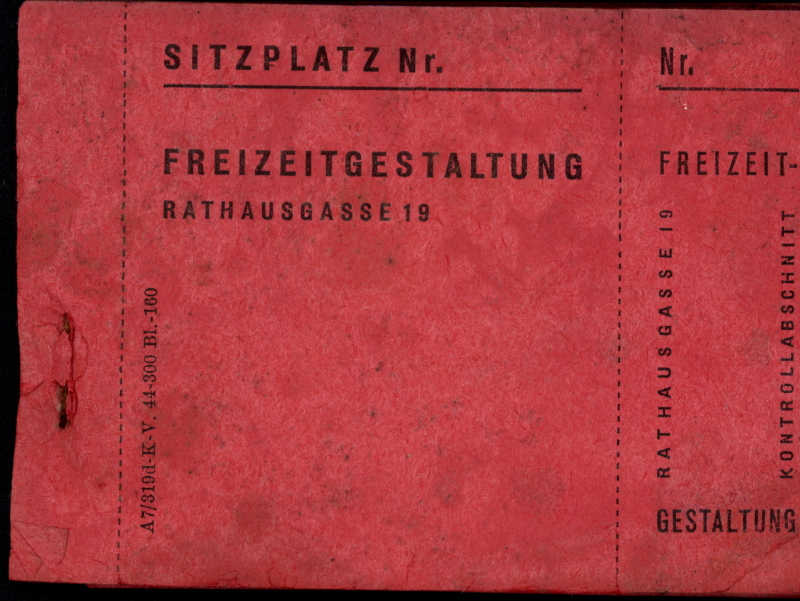 SITZPLATZ Nr.
FREIZEITGESTALTUNG
RATHAUSGASSE 19
A7/319d-K-V. 44-300 Bl.-160
Nr.
FREIZEIT-
RATHAUSGASSE 19
KONTROLLABSCHNITT
GESTALTUNG